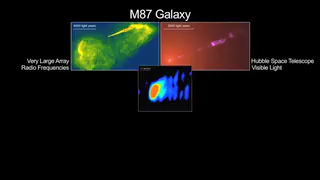 M87 Galaxy
Very Large Array
Radio Frequencies
Hubble Space Telescope
Visible Light